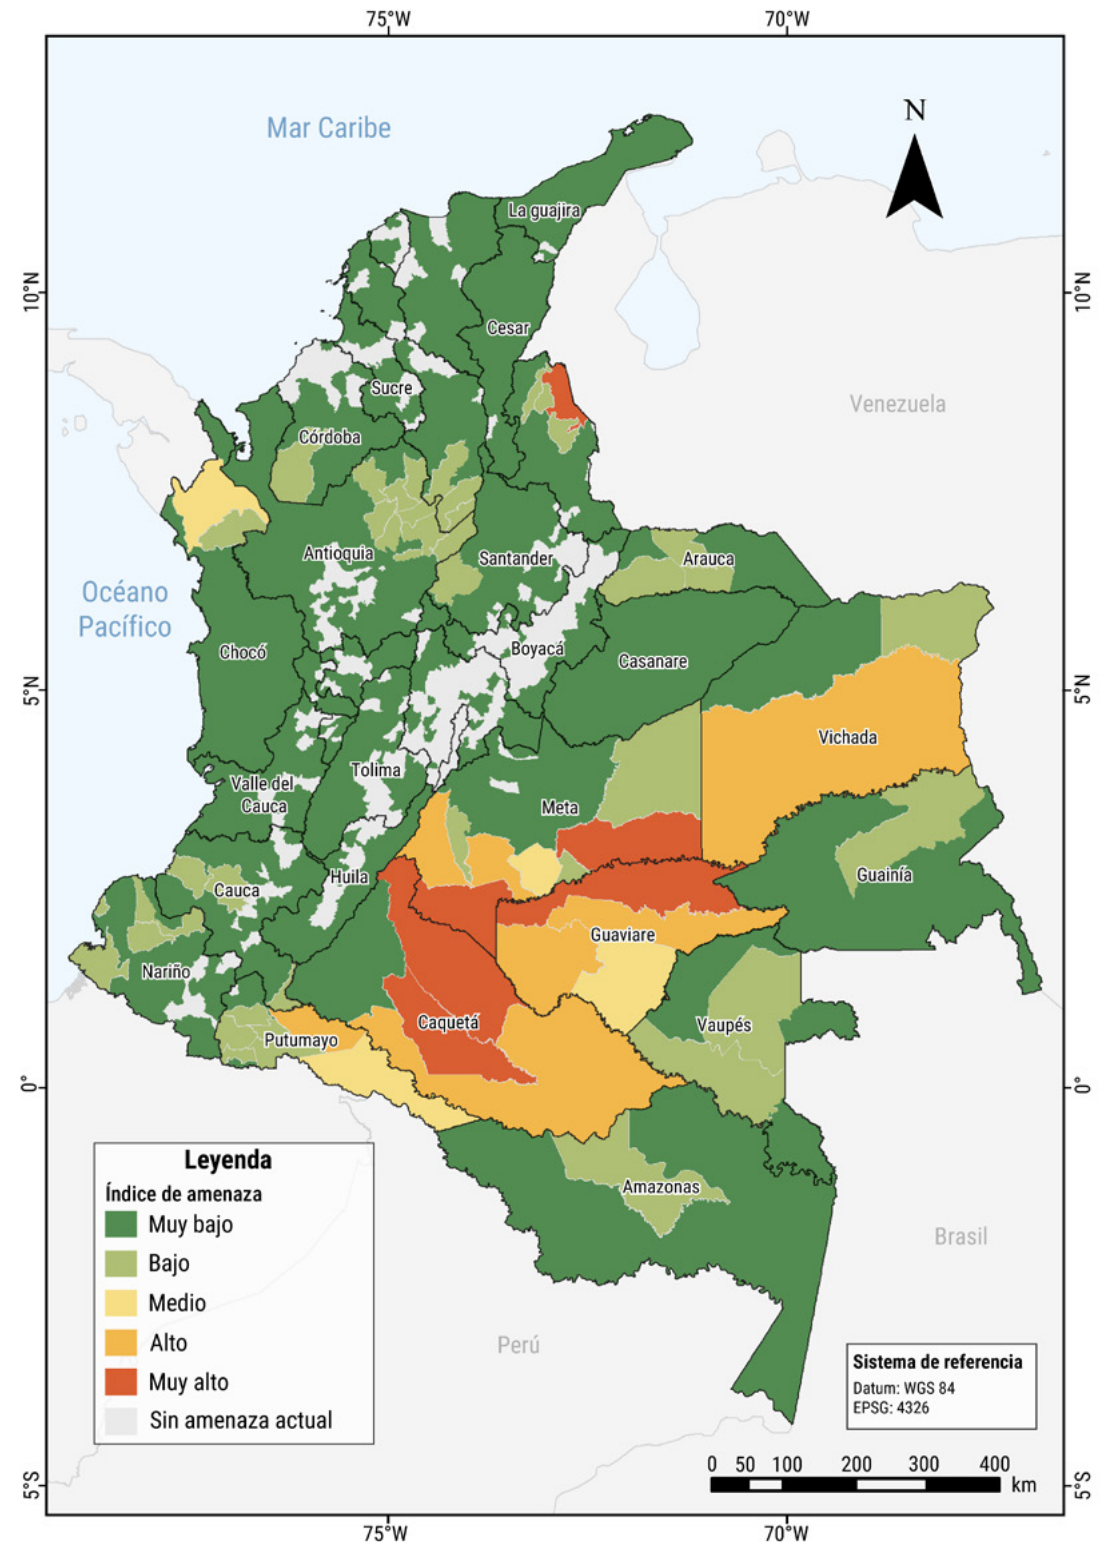 75°W
70°W
N
Mar Caribe
La guajira
10°N
10°N
Cesar
Sucre
Venezuela
Córdoba
Antioquia
Santander
Arauca
Océano
Pacífico
Chocó
Boyacá
Casanare
5°N
5°N
Vichada
Tolima
Valle del
Cauca
Meta
Huila
Cauca
Guainía
Guaviare
Nariño
Caquetá
Vaupés
Putumayo
0°
0°
Leyenda
Índice de amenaza
Muy bajo
Bajo
Medio
Alto
Muy alto
Sin amenaza actual
Amazonas
Brasil
Perú
Sistema de referencia
Datum: WGS 84
EPSG: 4326
0 50 100 200 300 400
km
5°S
5°S
75°W
70°W